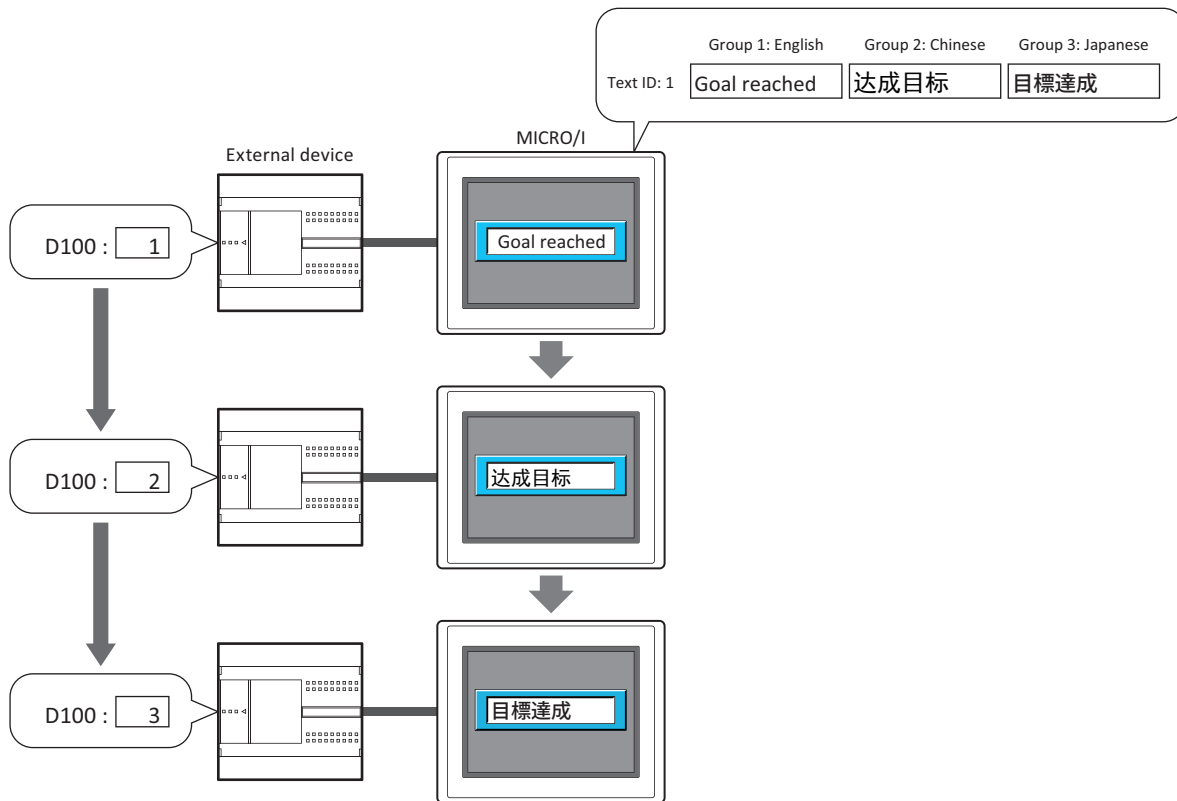 Group 1: English Group 2: Chinese Group 3: Japanese
Text ID: 1 Goal reached 达成目标 目標達成
MICRO/I
External device
D100 : 1
Goal reached
D100 : 2
达成目标
D100 : 3
目標達成